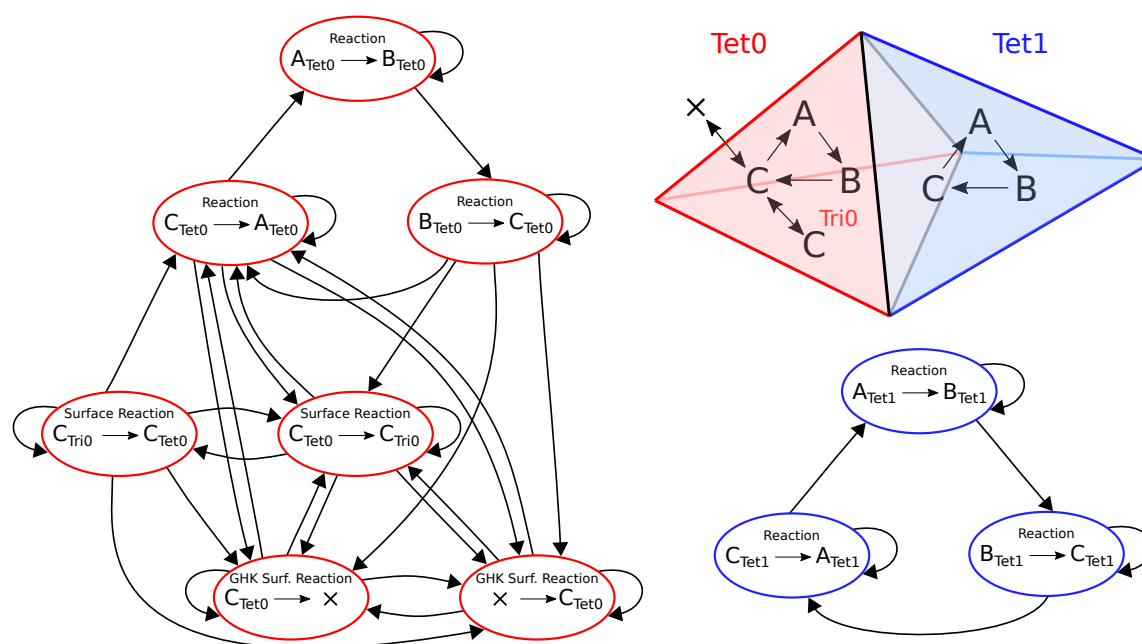 Reaction
A_Tet0 → B_Tet0
Reaction
C_Tet0 → A_Tet0
Reaction
B_Tet0 → C_Tet0
Surface Reaction
C_Tri0 → C_Tet0
Surface Reaction
C_Tet0 → C_Tri0
GHK Surf. Reaction
C_Tet0 → ×
GHK Surf. Reaction
× → C_Tet0
Tet0
Tet1
×
A
C
B
Tri0
C
A
C
B
Reaction
A_Tet1 → B_Tet1
Reaction
C_Tet1 → A_Tet1
Reaction
B_Tet1 → C_Tet1